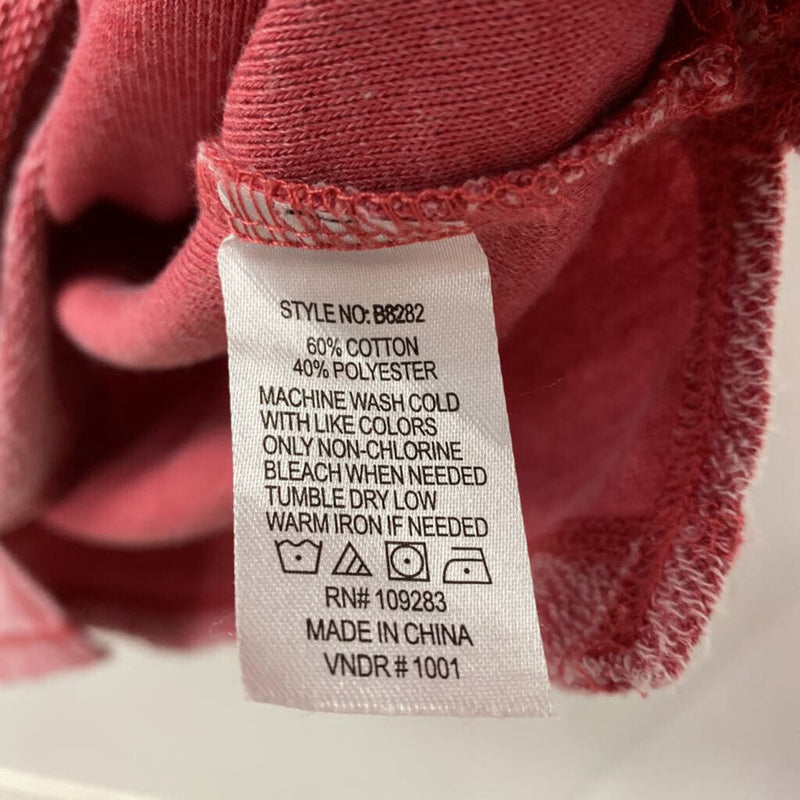 STYLE NO: B8282
60% COTTON
40% POLYESTER
MACHINE WASH COLD
WITH LIKE COLORS
ONLY NON-CHLORINE
BLEACH WHEN NEEDED
TUMBLE DRY LOW
WARM IRON IF NEEDED
RN# 109283
MADE IN CHINA
VNDR # 1001